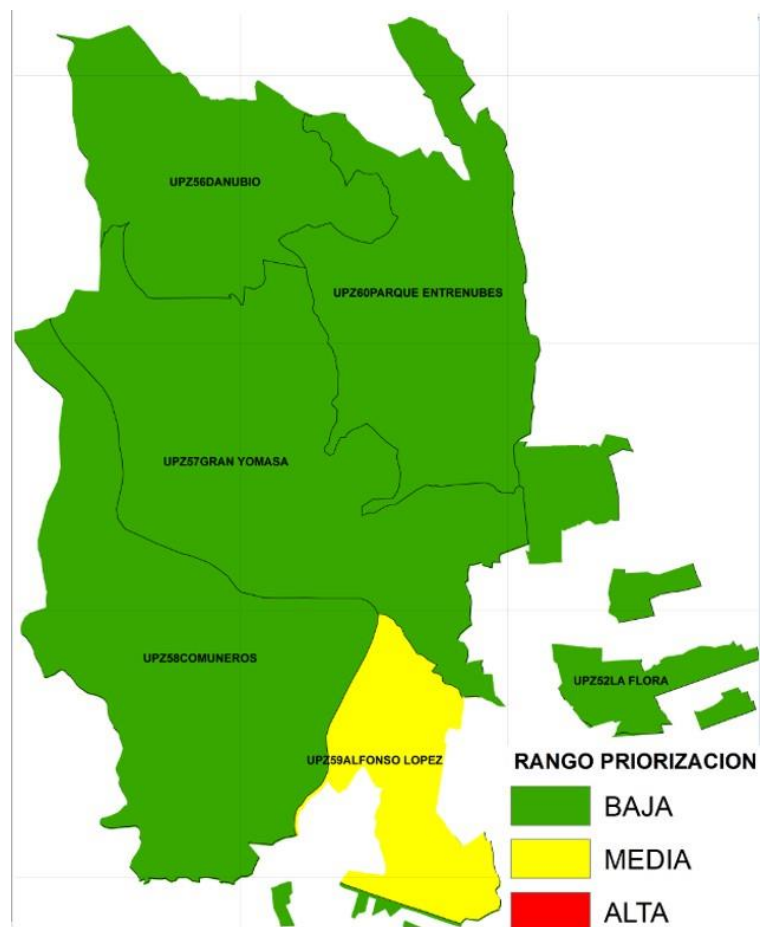 UPZ56DANUBIO
UPZ60PARQUE ENTRENUBES
UPZ57GRAN YOMASA
UPZ58COMUNEROS
UPZ52LA FLORA
UPZ59ALFONSO LOPEZ
RANGO PRIORIZACION
BAJA
MEDIA
ALTA